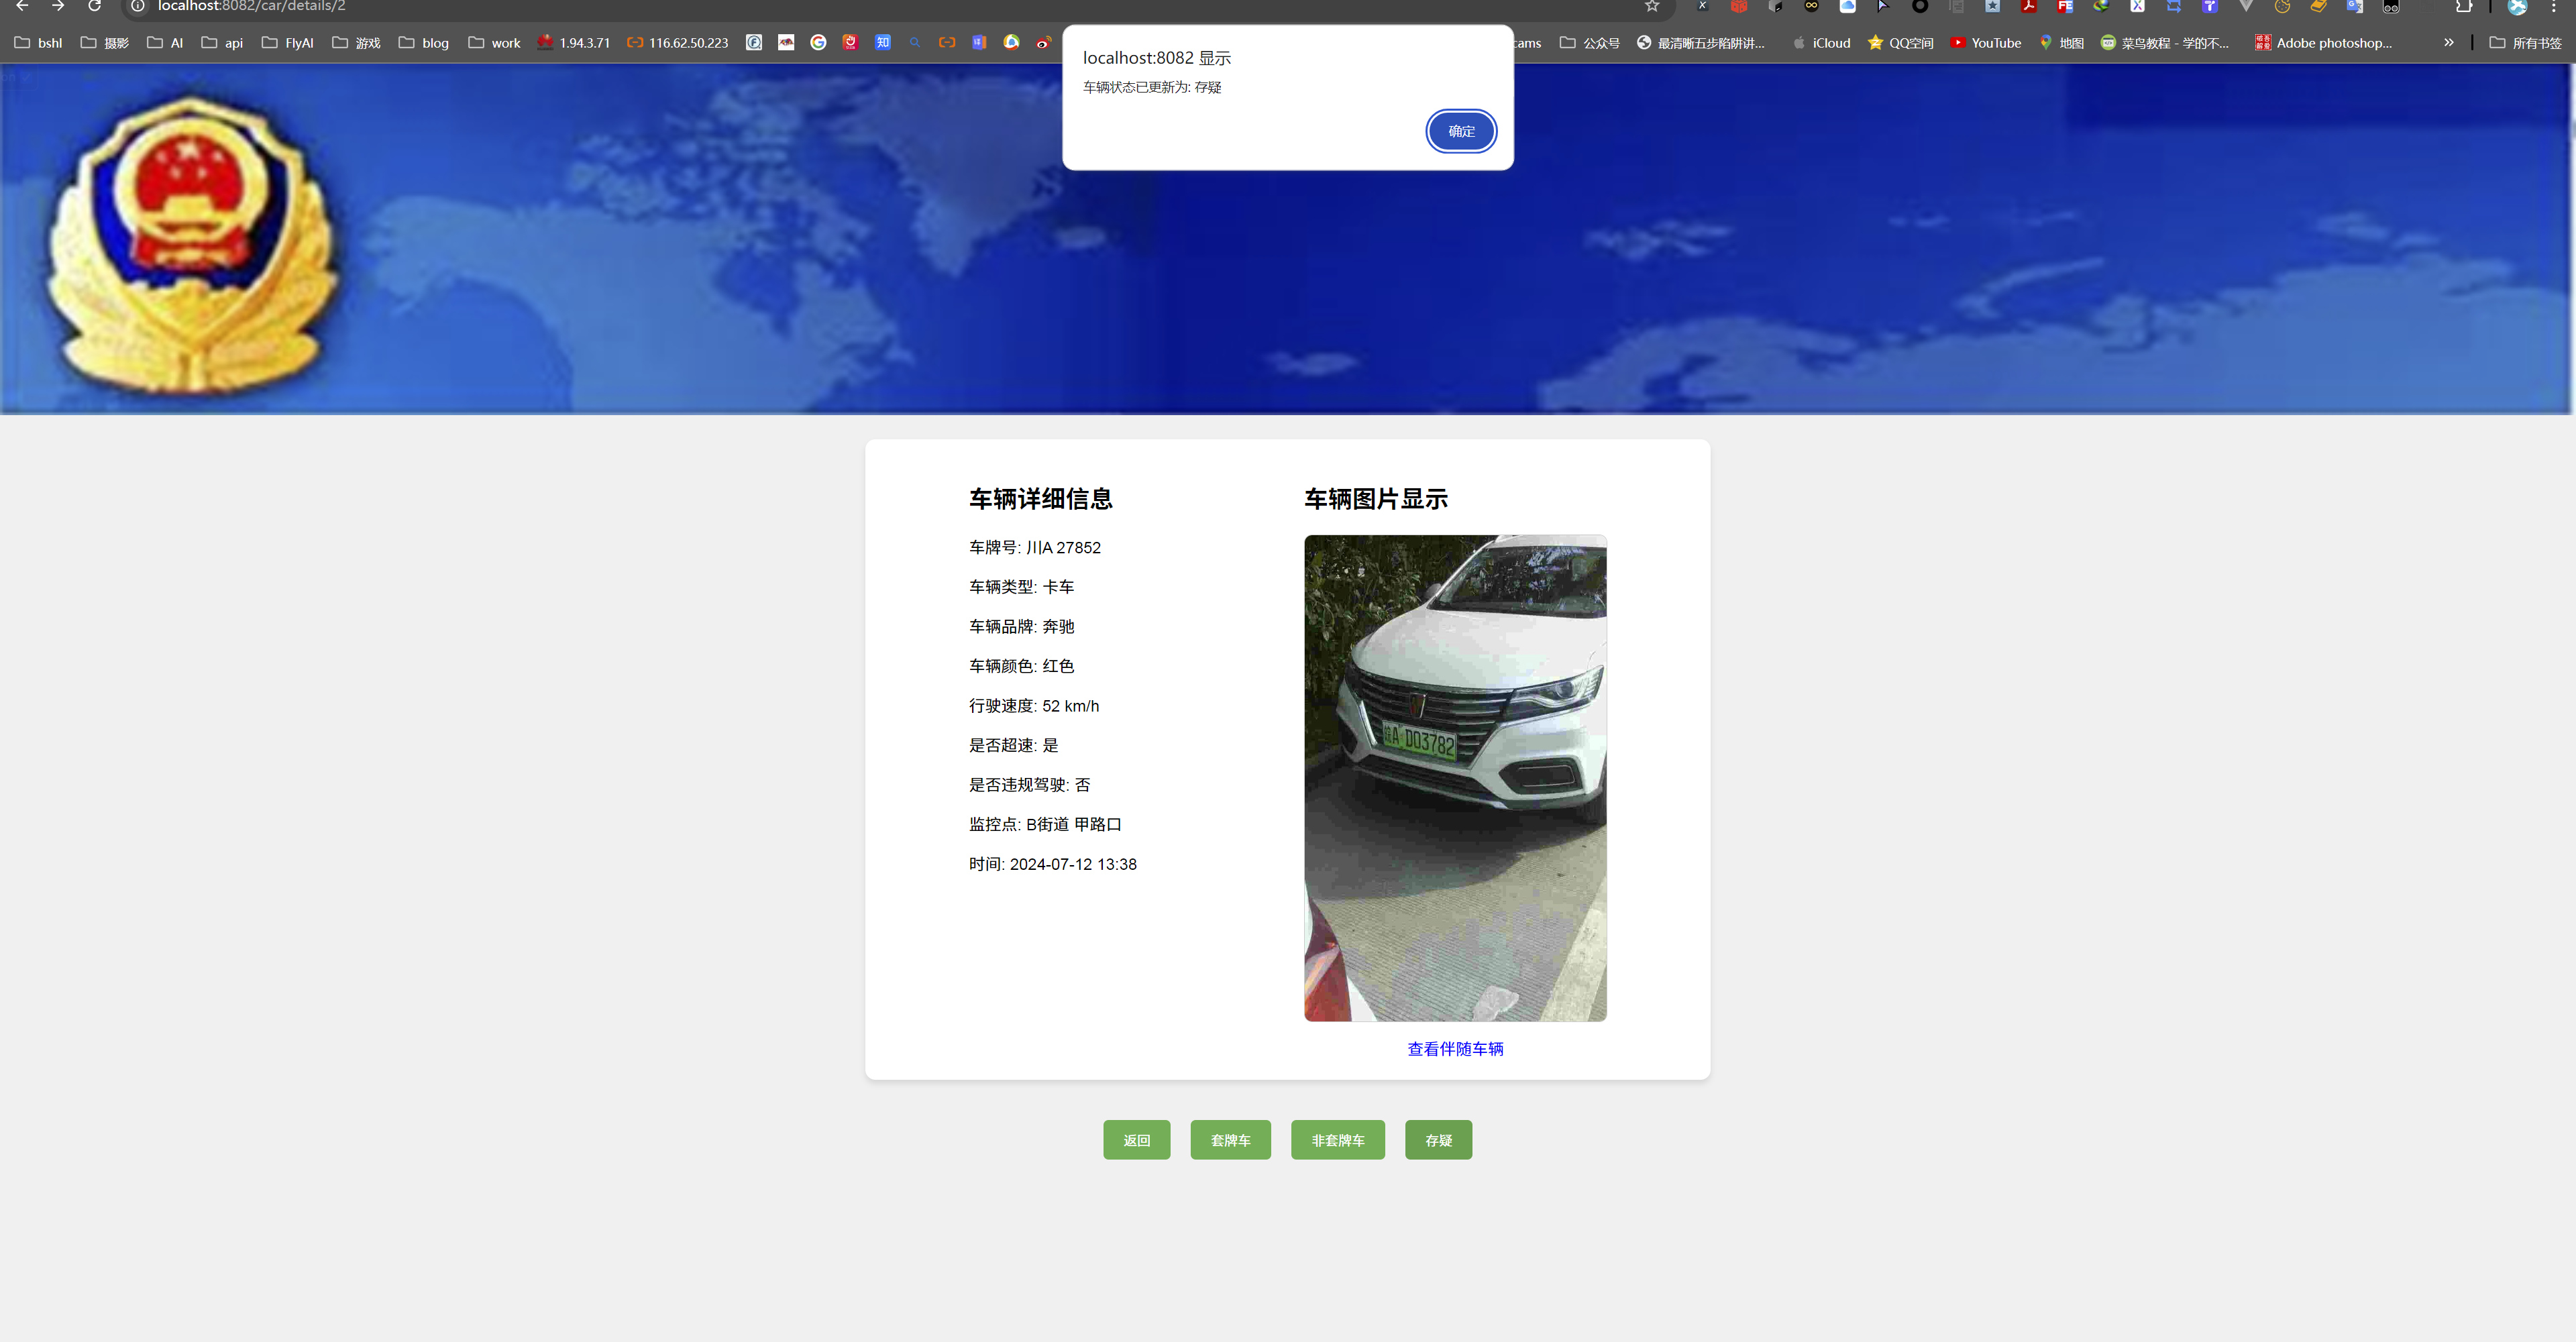 localhost:8082/car/details/2
bshl 摄影 AI api FlyAI 游戏 blog work 1.94.3.71 116.62.50.223 知 cams 公众号 最清晰五步陷阱讲... iCloud QQ空间 YouTube 地图 菜鸟教程 - 学的不... Adobe photoshop... 所有书签
localhost:8082 显示
车辆状态已更新为: 存疑
确定
车辆详细信息
车牌号: 川A 27852
车辆类型: 卡车
车辆品牌: 奔驰
车辆颜色: 红色
行驶速度: 52 km/h
是否超速: 是
是否违规驾驶: 否
监控点: B街道 甲路口
时间: 2024-07-12 13:38
车辆图片显示
A·D03782
查看伴随车辆
返回 套牌车 非套牌车 存疑